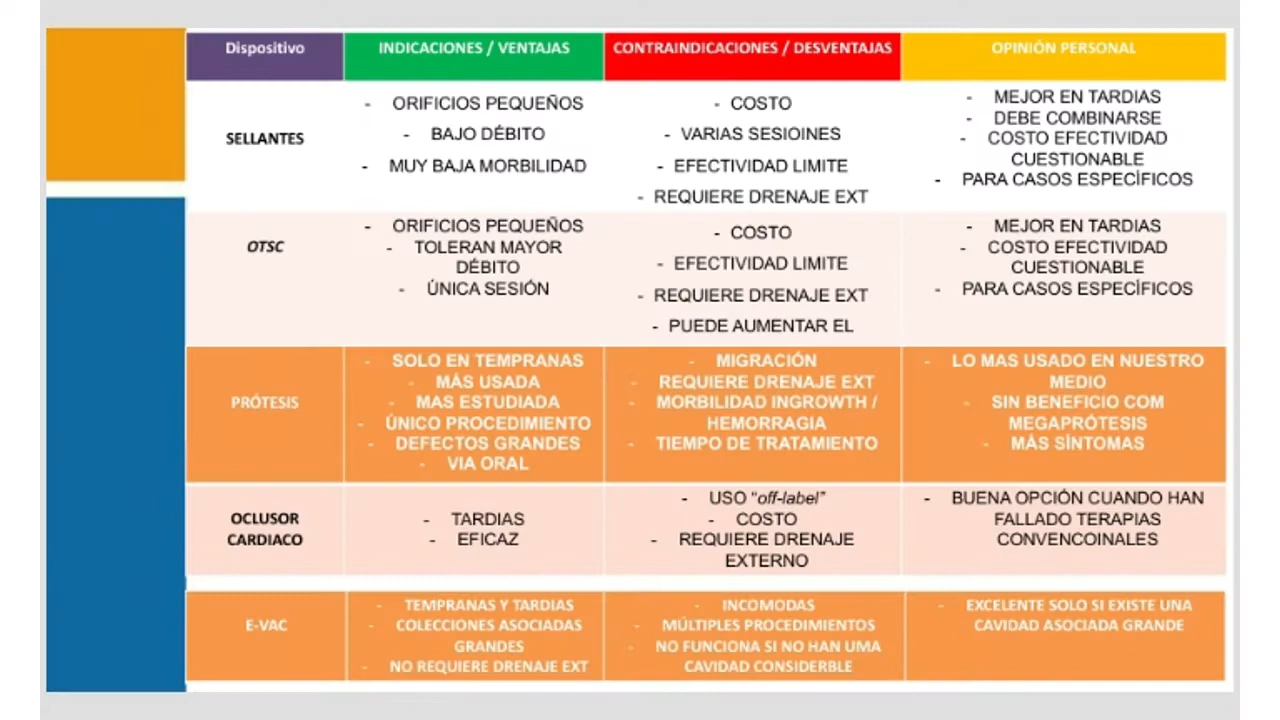 Dispositivo
INDICACIONES / VENTAJAS
CONTRAINDICACIONES / DESVENTAJAS
OPINIÓN PERSONAL
SELLANTES
- ORIFICIOS PEQUEÑOS
- BAJO DÉBITO
- MUY BAJA MORBILIDAD
- COSTO
- VARIAS SESIOINES
- EFECTIVIDAD LIMITE
- REQUIERE DRENAJE EXT
- MEJOR EN TARDIAS
- DEBE COMBINARSE
- COSTO EFECTIVIDAD
CUESTIONABLE
- PARA CASOS ESPECÍFICOS
OTSC
- ORIFICIOS PEQUEÑOS
- TOLERAN MAYOR
DÉBITO
- ÚNICA SESIÓN
- COSTO
- EFECTIVIDAD LIMITE
- REQUIERE DRENAJE EXT
- PUEDE AUMENTAR EL
- MEJOR EN TARDIAS
- COSTO EFECTIVIDAD
CUESTIONABLE
- PARA CASOS ESPECÍFICOS
PRÓTESIS
- SOLO EN TEMPRANAS
- MÁS USADA
- MAS ESTUDIADA
- ÚNICO PROCEDIMIENTO
- DEFECTOS GRANDES
- VIA ORAL
- MIGRACIÓN
- REQUIERE DRENAJE EXT
- MORBILIDAD INGROWTH /
HEMORRAGIA
- TIEMPO DE TRATAMIENTO
- LO MAS USADO EN NUESTRO
MEDIO
- SIN BENEFICIO COM
MEGAPRÓTESIS
- MÁS SÍNTOMAS
OCLUSOR
CARDIACO
- TARDIAS
- EFICAZ
- USO “off-label”
- COSTO
- REQUIERE DRENAJE
EXTERNO
- BUENA OPCIÓN CUANDO HAN
FALLADO TERAPIAS
CONVENCOINALES
E-VAC
- TEMPRANAS Y TARDIAS
- COLECCIONES ASOCIADAS
GRANDES
- NO REQUIERE DRENAJE EXT
- INCOMODAS
- MÚLTIPLES PROCEDIMIENTOS
- NO FUNCIONA SI NO HAN UMA
CAVIDAD CONSIDERBLE
- EXCELENTE SOLO SI EXISTE UNA
CAVIDAD ASOCIADA GRANDE